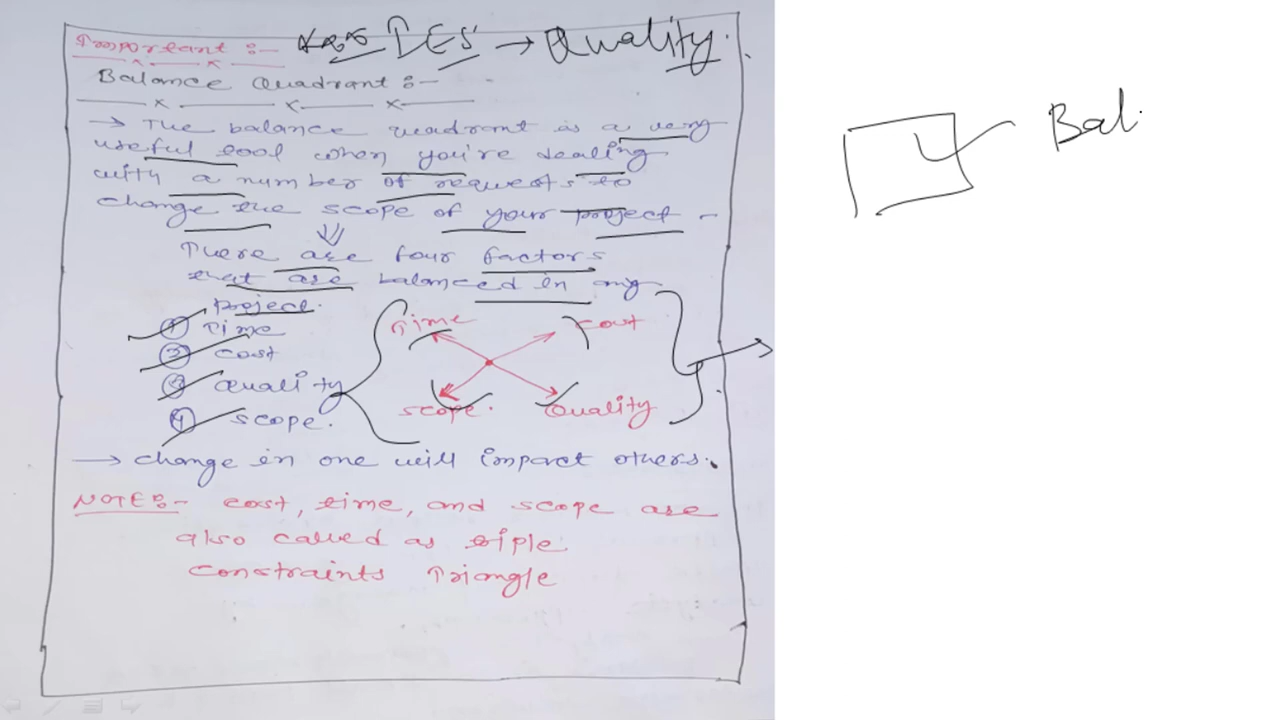 Important :- DES → Quality.
Balance Quadrant :-
→ The balance quadrant is a very
useful tool when you're dealing
with a number of requests to
change the scope of your project -
There are four factors
that are balanced in any
project.
① Time
② cost
③ Quality
④ scope.
Time cost
scope. Quality
→ change in one will impact others.
NOTE:- cost, time, and scope are
also called as triple
constraints Triangle
Bal.